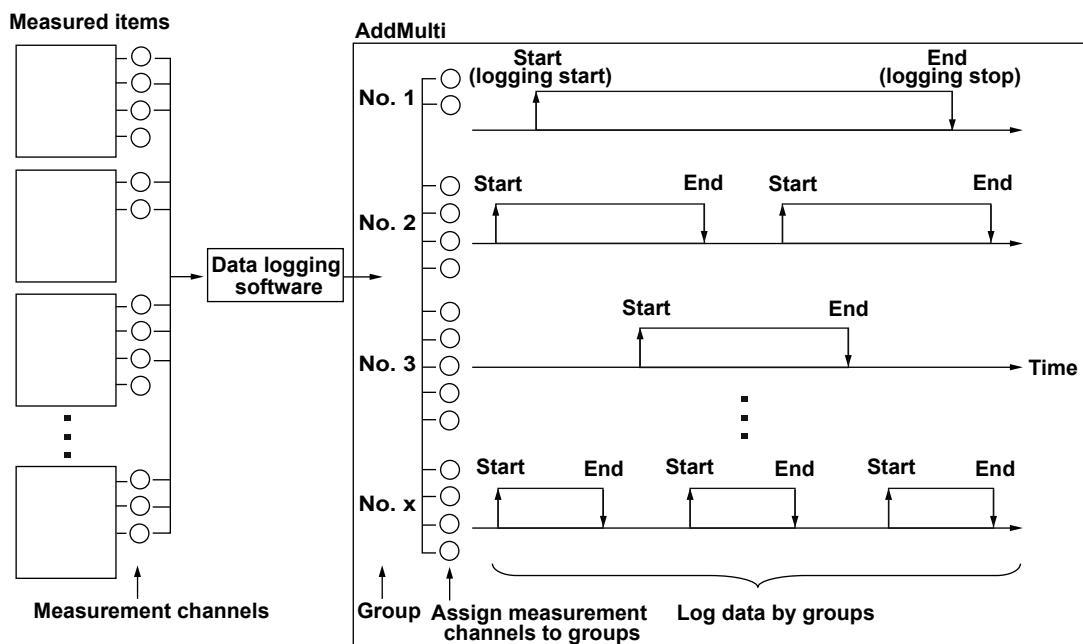 Measured items
AddMulti
Start
(logging start)
End
(logging stop)
No. 1
Start
End
Start
End
No. 2
Data logging
software
Start
End
No. 3
Time
Start
End
Start
End
Start
End
No. x
Measurement channels
Group
Assign measurement
channels to groups
Log data by groups